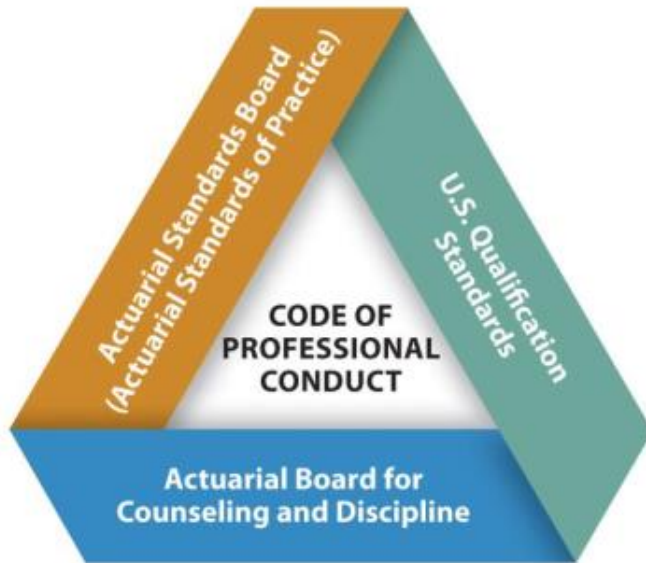 Actuarial Standards Board
(Actuarial Standards of Practice)
U.S. Qualification
Standards
CODE OF
PROFESSIONAL
CONDUCT
Actuarial Board for
Counseling and Discipline